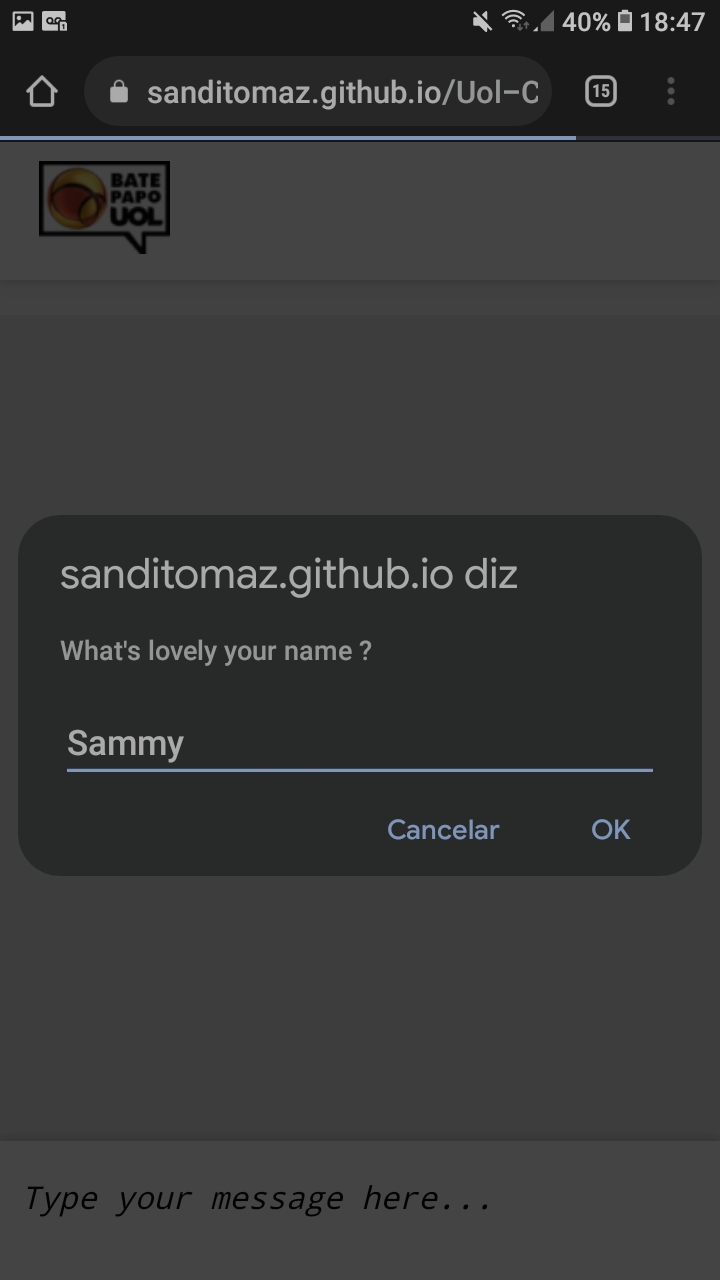 40% 18:47
sanditomaz.github.io/Uol-C
15
BATE
PAPO
UOL
sanditomaz.github.io diz
What's lovely your name ?
Sammy
Cancelar OK
Type your message here...